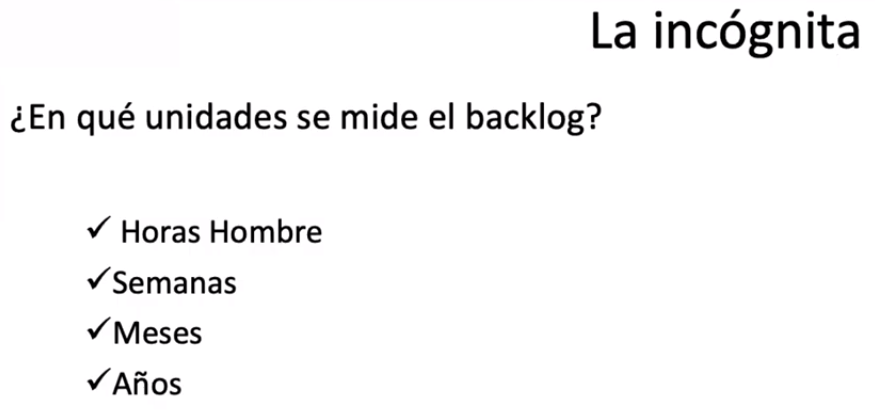 La incógnita
¿En qué unidades se mide el backlog?
✓ Horas Hombre
✓Semanas
✓Meses
✓Años